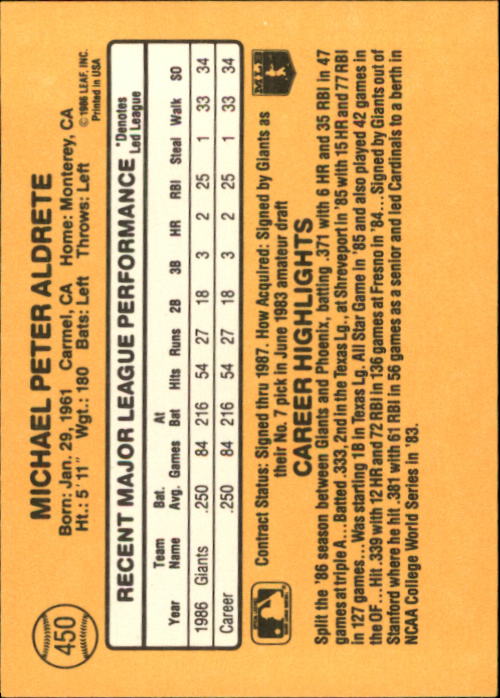 450
MICHAEL PETER ALDRETE
Born: Jan. 29, 1961 Carmel, CA Home: Monterey, CA
Ht.: 5'11" Wgt.: 180 Bats: Left Throws: Left
© 1986 LEAF, INC.
Printed in USA
RECENT MAJOR LEAGUE PERFORMANCE
*Denotes
Led League
Year Team Name Bat. Avg. Games At Bat Hits Runs 2B 3B HR RBI Steal Walk SO
1986 Giants .250 84 216 54 27 18 3 2 25 1 33 34
Career .250 84 216 54 27 18 3 2 25 1 33 34
Contract Status: Signed thru 1987. How Acquired: Signed by Giants as
their No. 7 pick in June 1983 amateur draft
MLB
CAREER HIGHLIGHTS
Split the '86 season between Giants and Phoenix, batting .371 with 6 HR and 35 RBI in 47
games at triple A...Batted .333, 2nd in the Texas Lg., at Shreveport in '85 with 15 HR and 77 RBI
in 127 games...Was starting 1B in Texas Lg. All Star Game in '85 and also played 42 games in
the OF...Hit .339 with 12 HR and 72 RBI in 136 games at Fresno in '84...Signed by Giants out of
Stanford where he hit .381 with 61 RBI in 56 games as a senior and led Cardinals to a berth in
NCAA College World Series in '83.